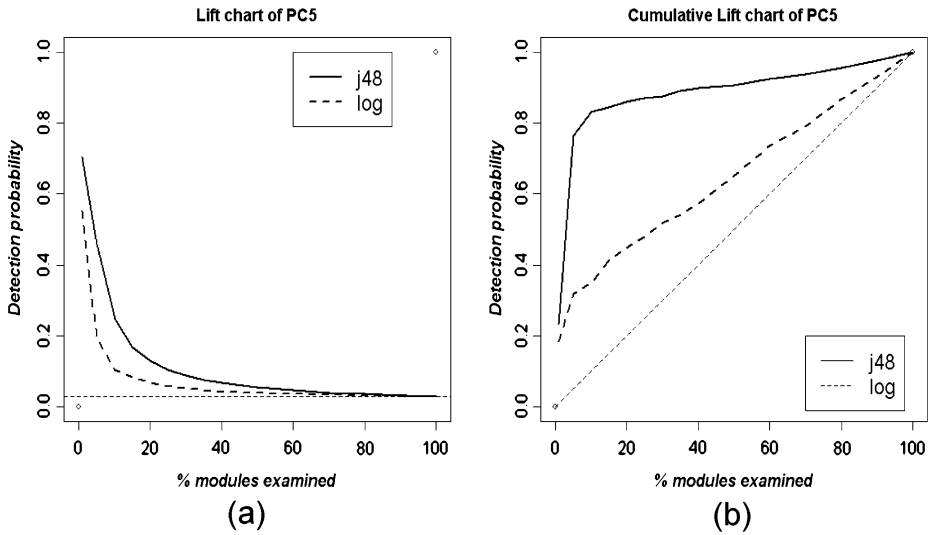 Lift chart of PC5
j48
log
Detection probability
1.0
0.8
0.6
0.4
0.2
0.0
0 20 40 60 80 100
% modules examined
(a)
Cumulative Lift chart of PC5
Detection probability
1.0
0.8
0.6
0.4
0.2
0.0
j48
log
0 20 40 60 80 100
% modules examined
(b)